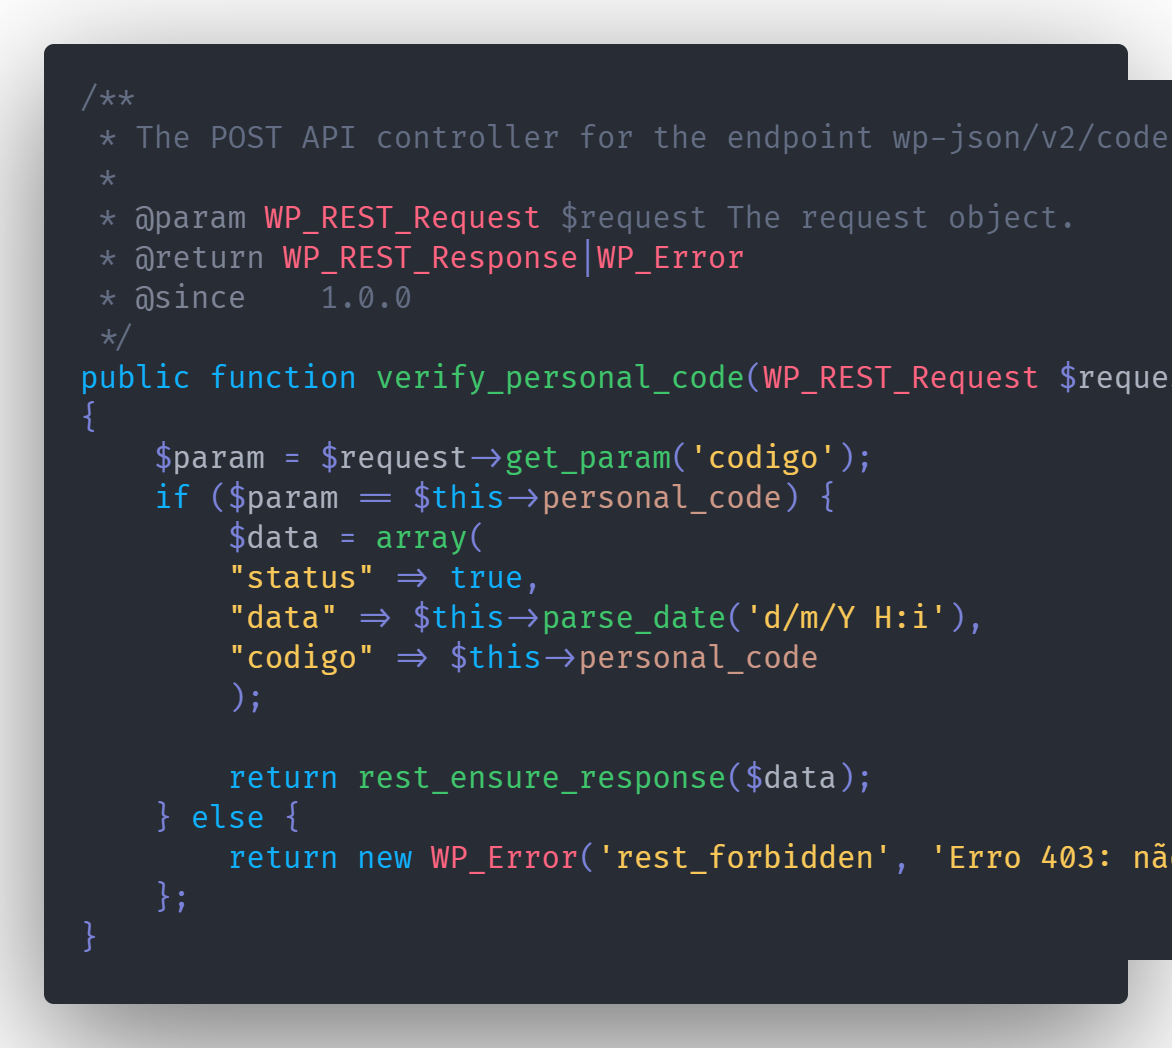 /**
 * The POST API controller for the endpoint wp-json/v2/code
 *
 * @param WP_REST_Request $request The request object.
 * @return WP_REST_Response|WP_Error
 * @since    1.0.0
 */
public function verify_personal_code(WP_REST_Request $reque
{
    $param = $request->get_param('codigo');
    if ($param == $this->personal_code) {
        $data = array(
        "status" => true,
        "data" => $this->parse_date('d/m/Y H:i'),
        "codigo" => $this->personal_code
        );

        return rest_ensure_response($data);
    } else {
        return new WP_Error('rest_forbidden', 'Erro 403: nã
    };
}